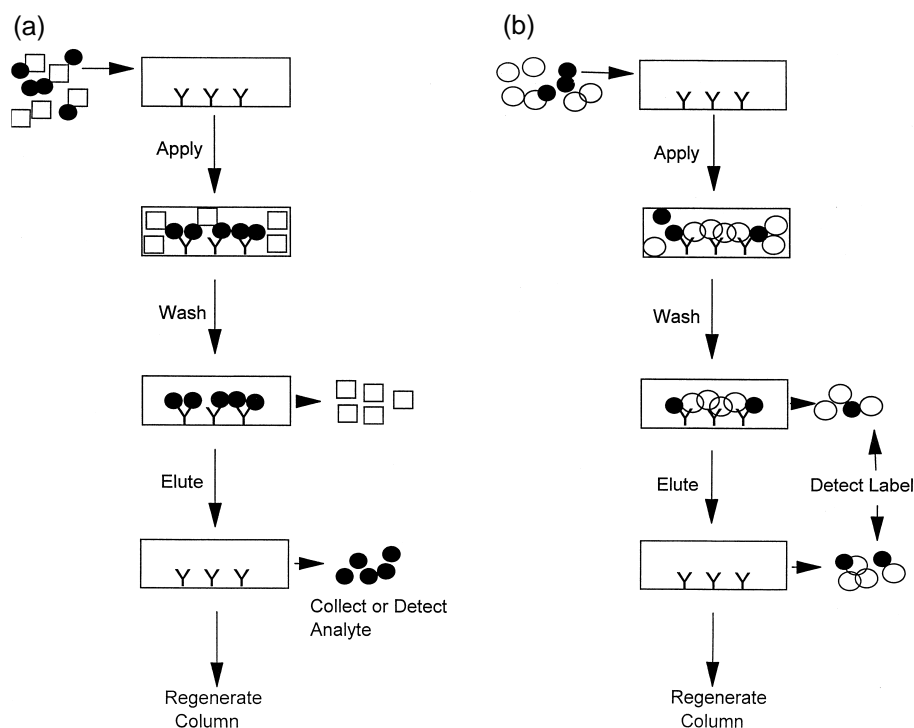 (a)
Apply
Wash
Elute
Collect or Detect
Analyte
Regenerate
Column
(b)
Apply
Wash
Elute
Detect Label
Regenerate
Column